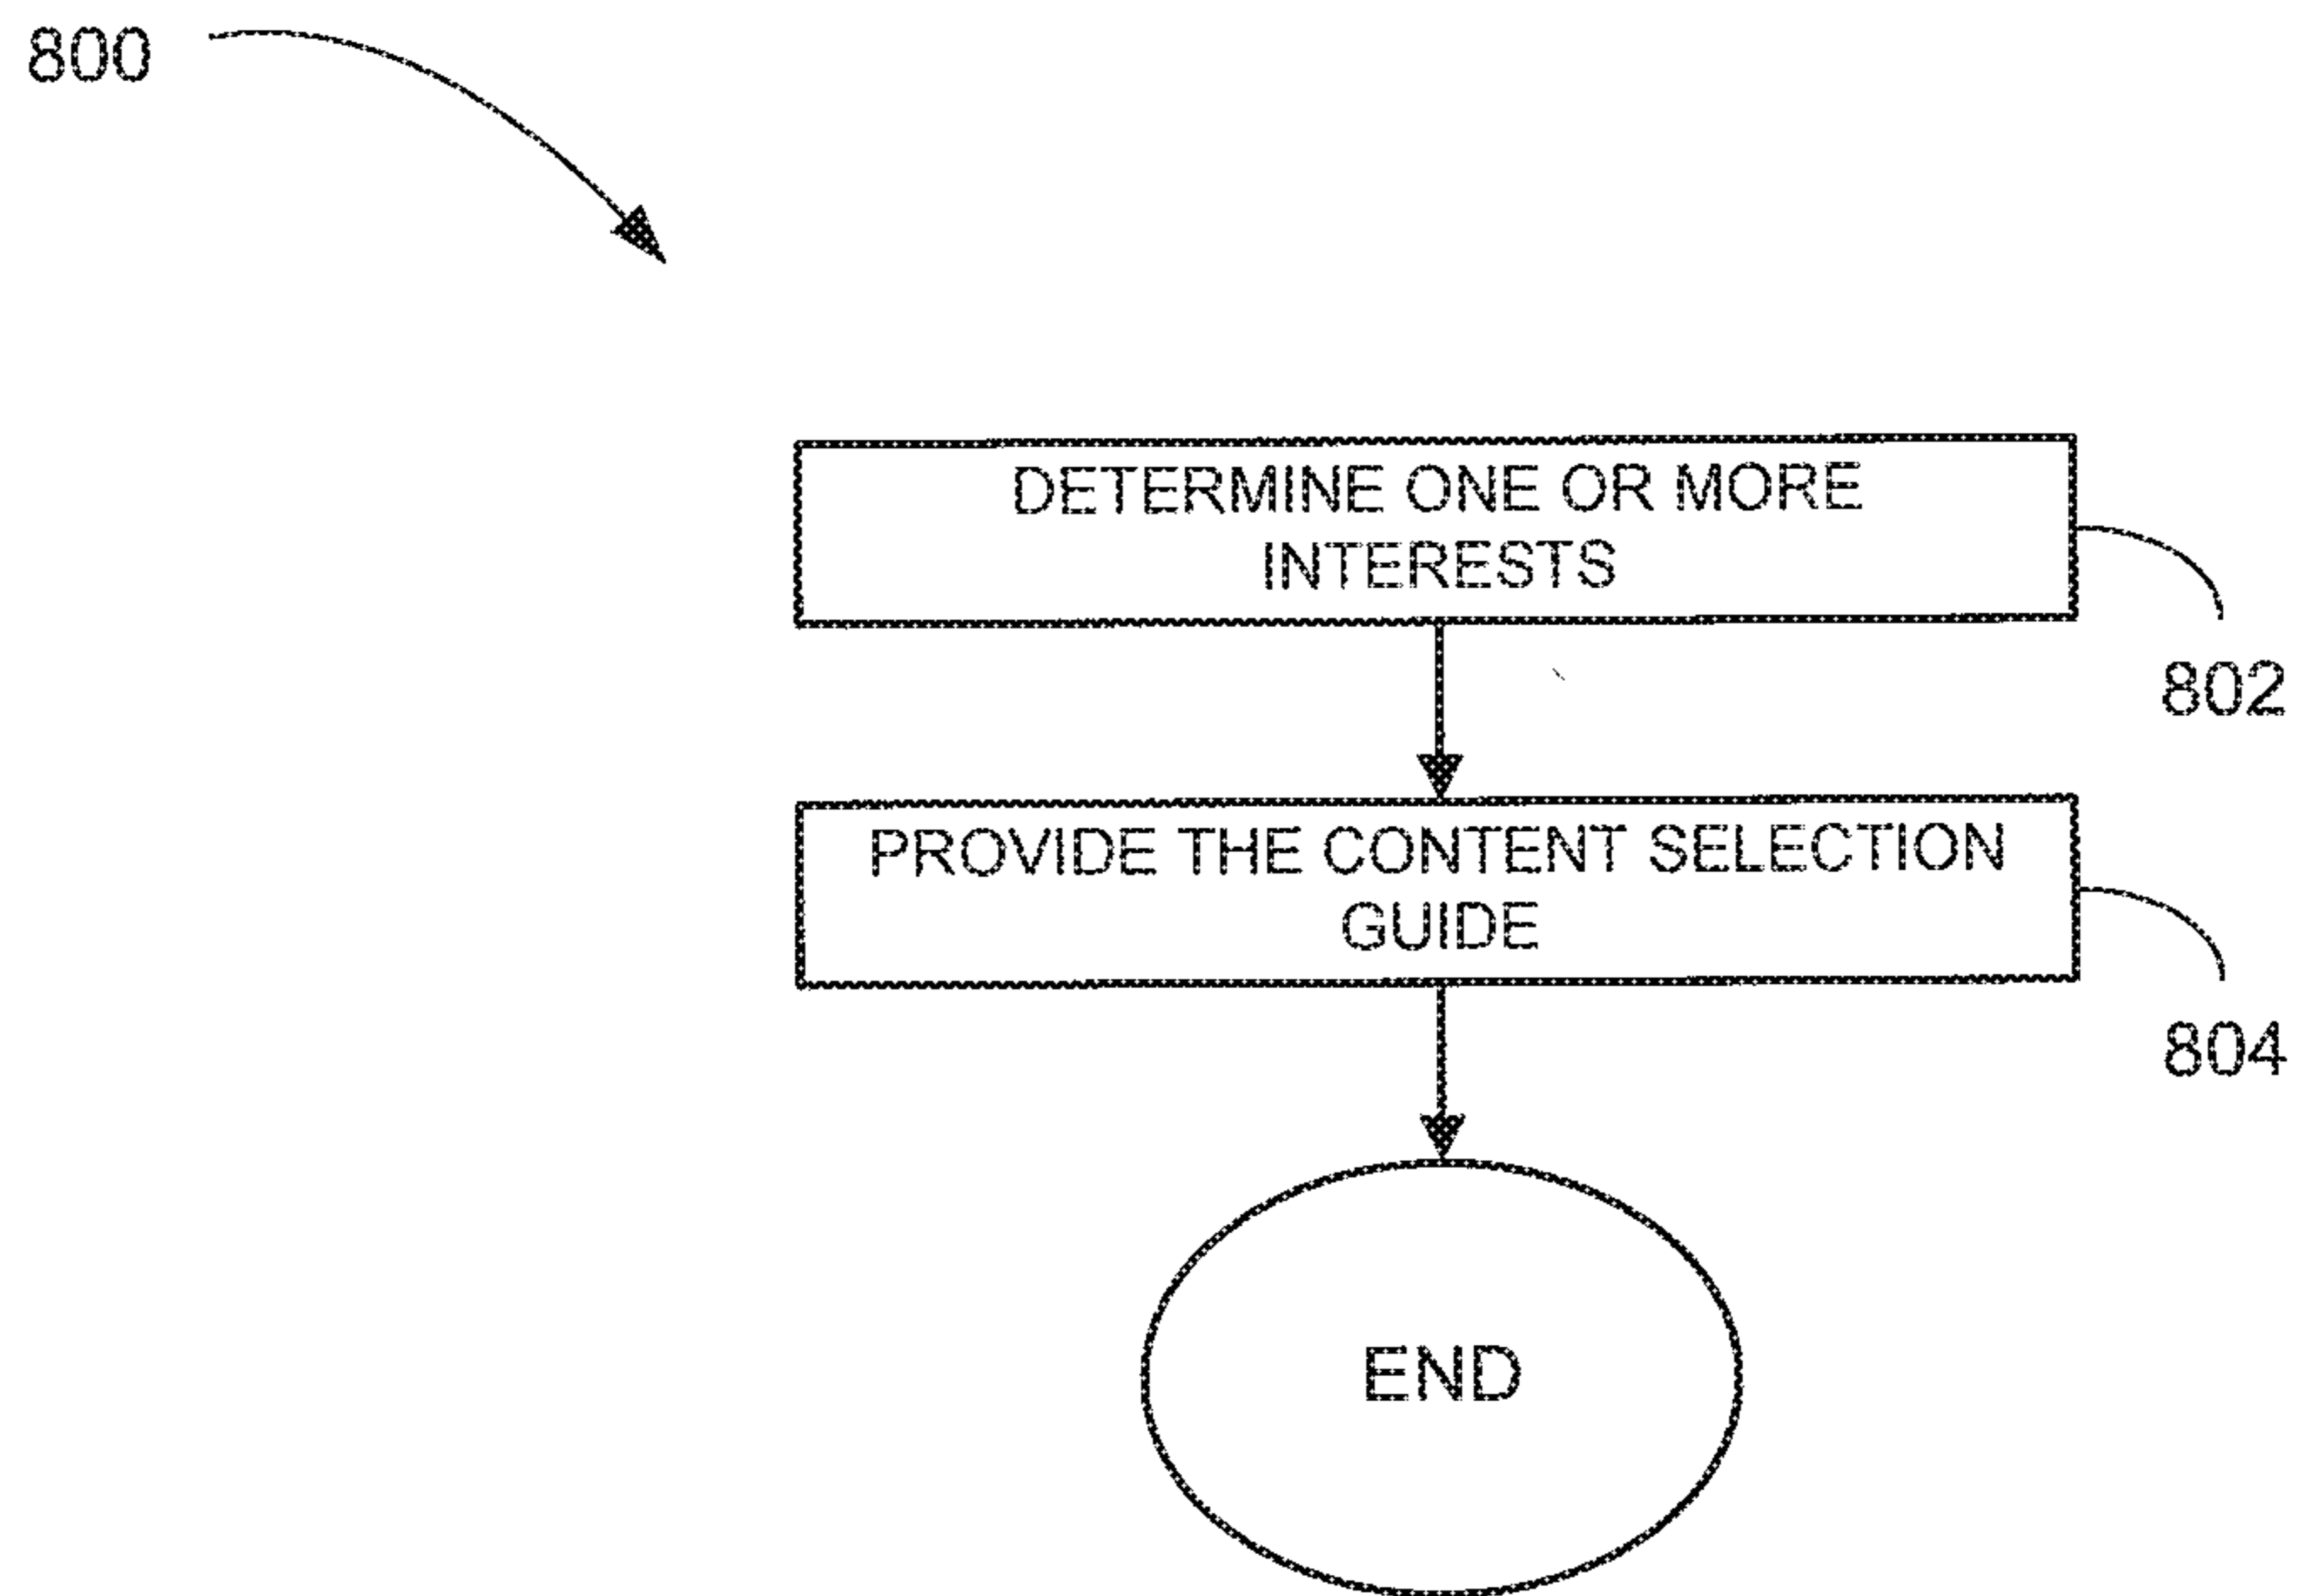 800
DETERMINE ONE OR MORE
INTERESTS
802
PROVIDE THE CONTENT SELECTION
GUIDE
804
END